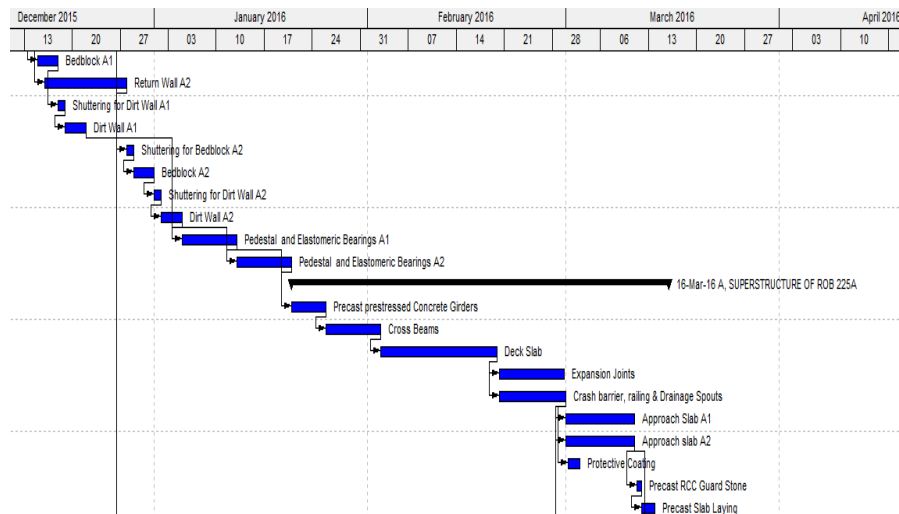 December 2015 January 2016 February 2016 March 2016 April 2016
13 20 27 03 10 17 24 31 07 14 21 28 06 13 20 27 03 10
Bedblock A1
Return Wall A2
Shuttering for Dirt Wall A1
Dirt Wall A1
Shuttering for Bedblock A2
Bedblock A2
Shuttering for Dirt Wall A2
Dirt Wall A2
Pedestal and Elastomeric Bearings A1
Pedestal and Elastomeric Bearings A2
16-Mar-16 A, SUPERSTRUCTURE OF ROB 225A
Precast prestressed Concrete Girders
Cross Beams
Deck Slab
Expansion Joints
Crash barrier, railing & Drainage Spouts
Approach Slab A1
Approach slab A2
Protective Coating
Precast RCC Guard Stone
Precast Slab Laying